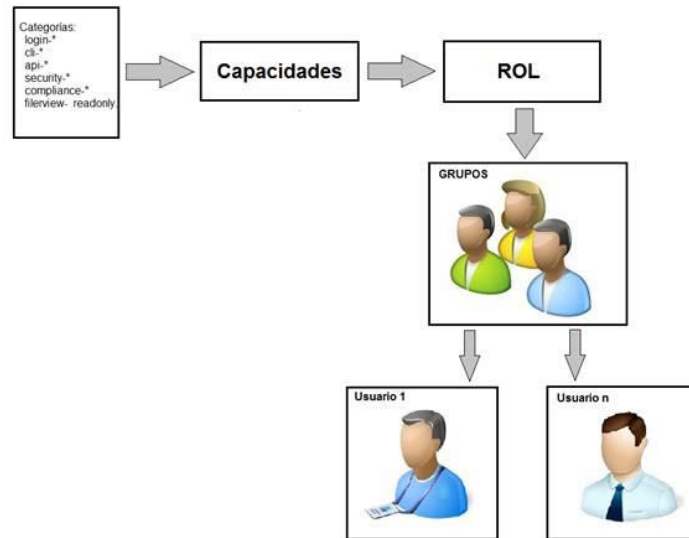 Categorías:
login-*
cli-*
api-*
security-*
compliance-*
filerview- readonly.
Capacidades
ROL
GRUPOS
Usuario 1
Usuario n